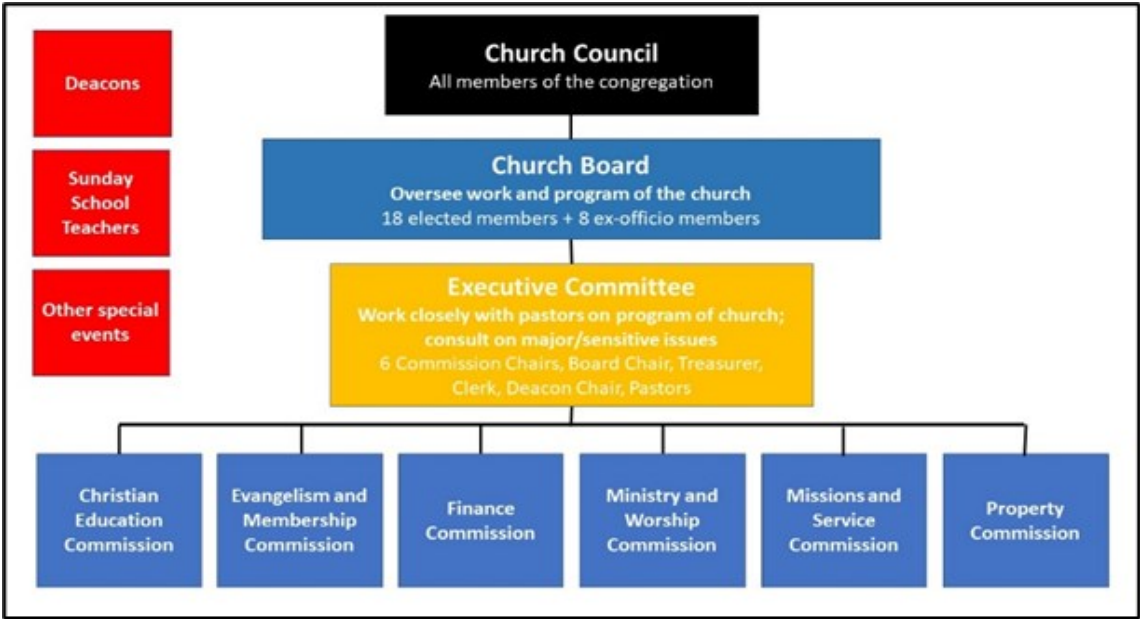 Church Council
All members of the congregation
Deacons
Church Board
Oversee work and program of the church
18 elected members + 8 ex-officio members
Sunday
School
Teachers
Executive Committee
Work closely with pastors on program of church;
consult on major/sensitive issues
6 Commission Chairs, Board Chair, Treasurer,
Clerk, Deacon Chair, Pastors
Other special
events
Christian
Education
Commission
Evangelism and
Membership
Commission
Finance
Commission
Ministry and
Worship
Commission
Missions and
Service
Commission
Property
Commission